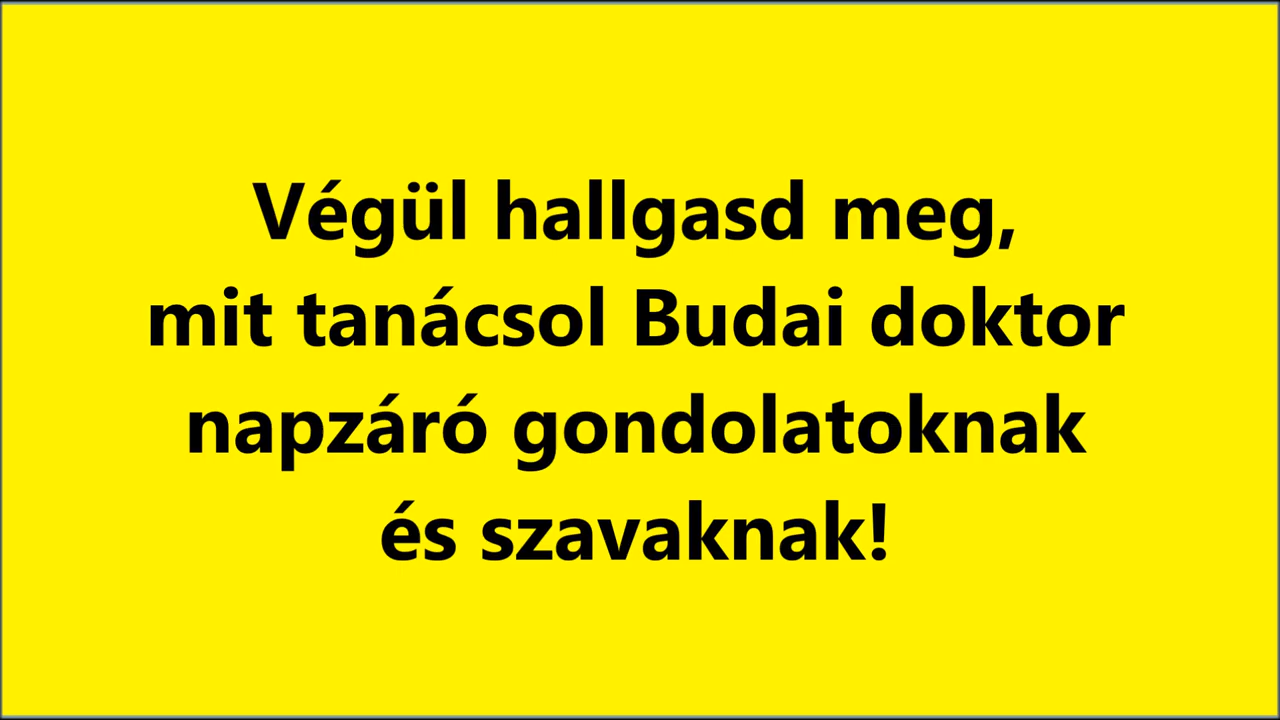 Végül hallgasd meg,
mit tanácsol Budai doktor
napzáró gondolatoknak
és szavaknak!